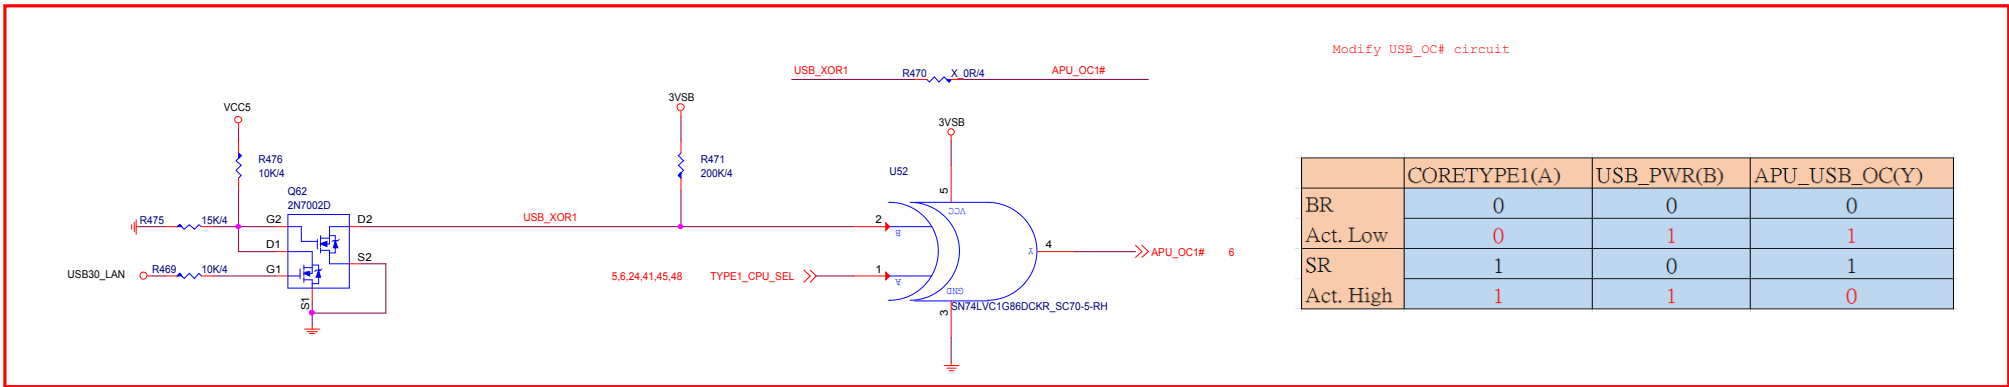 Modify USB_OC# circuit
USB_XOR1
R470
X_0R/4
APU_OC1#
VCC5
3VSB
3VSB
R476
10K/4
R471
200K/4
U52
Q62
2N7002D
5
VCC
R475
15K/4
G2
D2
USB_XOR1
2
B
D1
S2
4
Y
APU_OC1#
6
USB30_LAN
R469
10K/4
G1
5,6,24,41,45,48
TYPE1_CPU_SEL
1
A
S1
GND
3
SN74LVC1G86DCKR_SC70-5-RH
CORETYPE1(A) USB_PWR(B) APU_USB_OC(Y)
BR 0 0 0
Act. Low 0 1 1
SR 1 0 1
Act. High 1 1 0